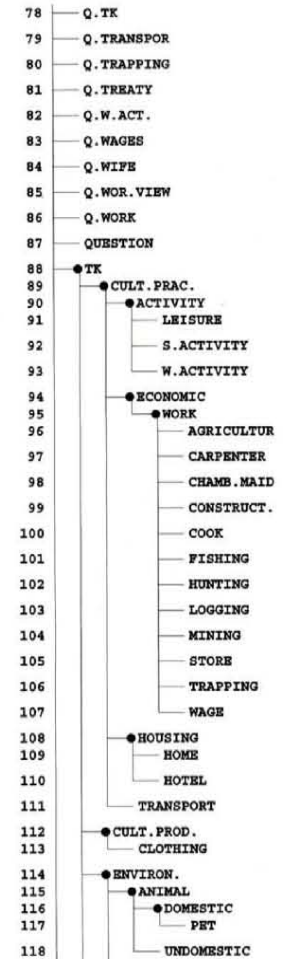 78 Q.TK
79 Q.TRANSPOR
80 Q.TRAPPING
81 Q.TREATY
82 Q.W.ACT.
83 Q.WAGES
84 Q.WIFE
85 Q.WOR.VIEW
86 Q.WORK
87 QUESTION
88 TK
89 CULT.PRAC.
90 ACTIVITY
91 LEISURE
92 S.ACTIVITY
93 W.ACTIVITY
94 ECONOMIC
95 WORK
96 AGRICULTUR
97 CARPENTER
98 CHAMB.MAID
99 CONSTRUCT.
100 COOK
101 FISHING
102 HUNTING
103 LOGGING
104 MINING
105 STORE
106 TRAPPING
107 WAGE
108 HOUSING
109 HOME
110 HOTEL
111 TRANSPORT
112 CULT.PROD.
113 CLOTHING
114 ENVIRON.
115 ANIMAL
116 DOMESTIC
117 PET
118 UNDOMESTIC